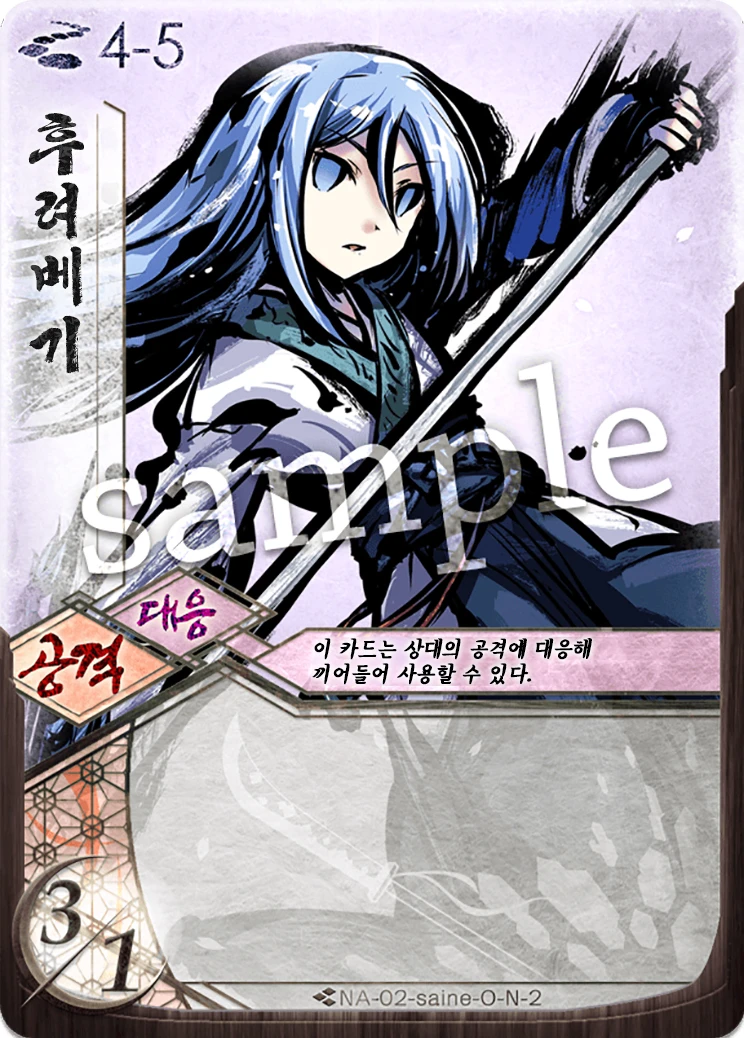 4-5
후려베기
sample
대응
공격
이 카드는 상대의 공격에 대응해
끼어들어 사용할 수 있다.
3/1
NA-02-saine-O-N-2